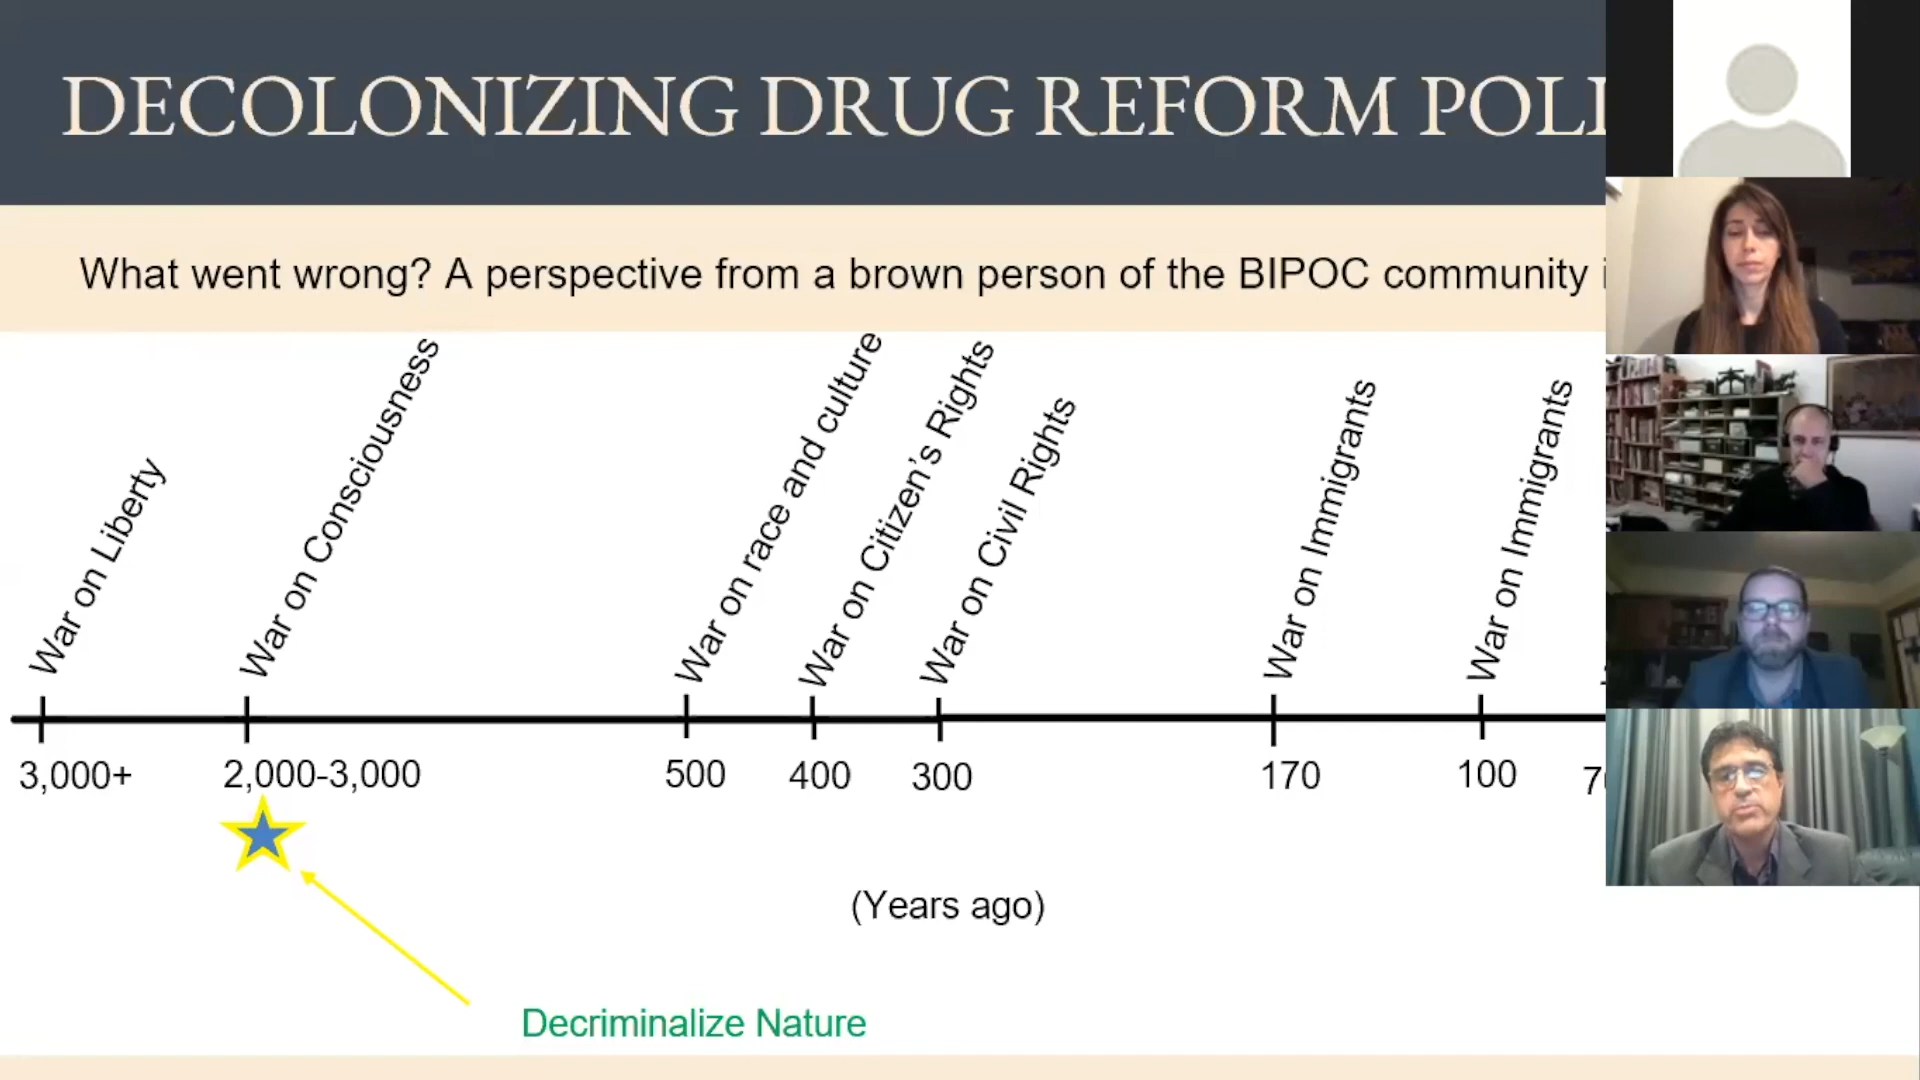 DECOLONIZING DRUG REFORM POLI
What went wrong? A perspective from a brown person of the BIPOC community
War on Liberty
War on Consciousness
War on race and culture
War on Citizen's Rights
War on Civil Rights
War on Immigrants
War on Immigrants
3,000+
2,000-3,000
500
400
300
170
100
(Years ago)
Decriminalize Nature